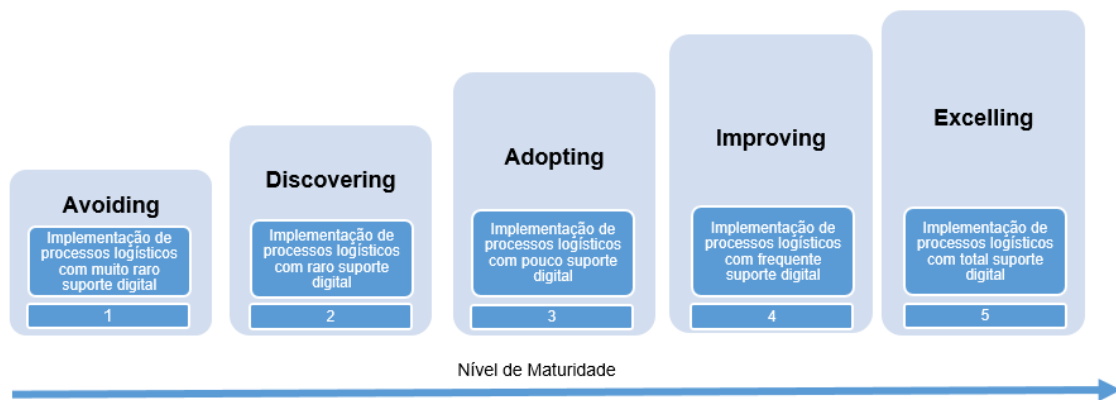 Avoiding
Implementação de
processos logísticos
com muito raro
suporte digital
1
Discovering
Implementação de
processos logísticos
com raro suporte
digital
2
Adopting
Implementação de
processos logísticos
com pouco suporte
digital
3
Improving
Implementação de
processos logísticos
com frequente
suporte digital
4
Excelling
Implementação de
processos logísticos
com total suporte
digital
5
Nível de Maturidade